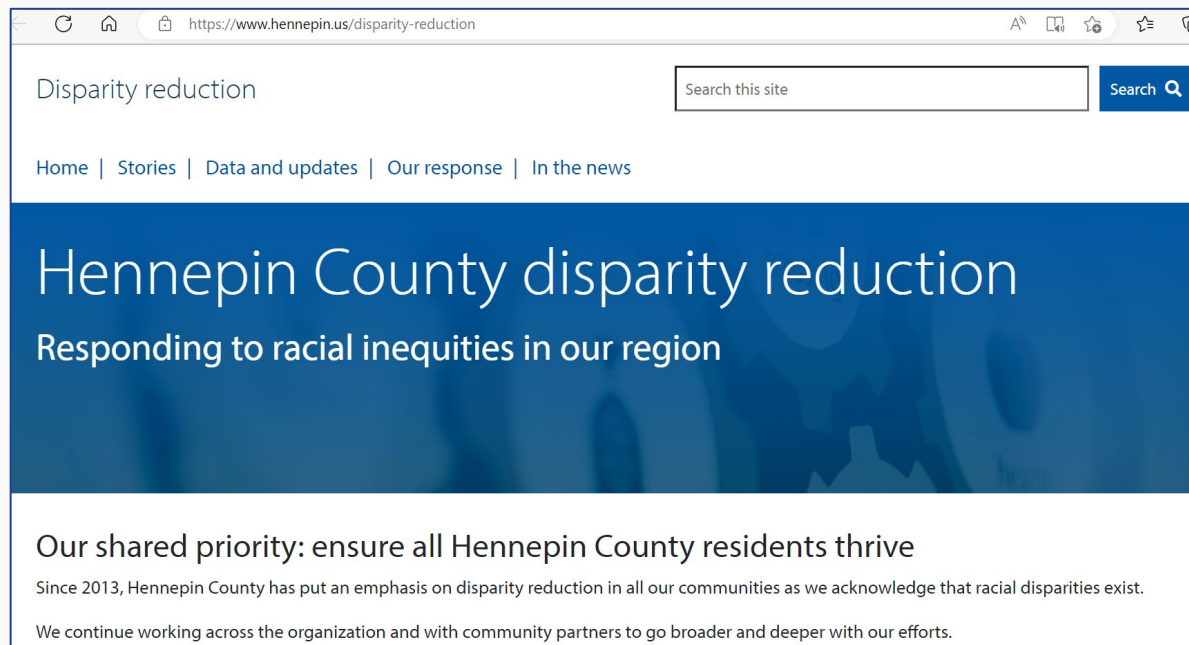 https://www.hennepin.us/disparity-reduction
Disparity reduction
Search this site
Search
Home | Stories | Data and updates | Our response | In the news
Hennepin County disparity reduction
Responding to racial inequities in our region
Our shared priority: ensure all Hennepin County residents thrive
Since 2013, Hennepin County has put an emphasis on disparity reduction in all our communities as we acknowledge that racial disparities exist.
We continue working across the organization and with community partners to go broader and deeper with our efforts.